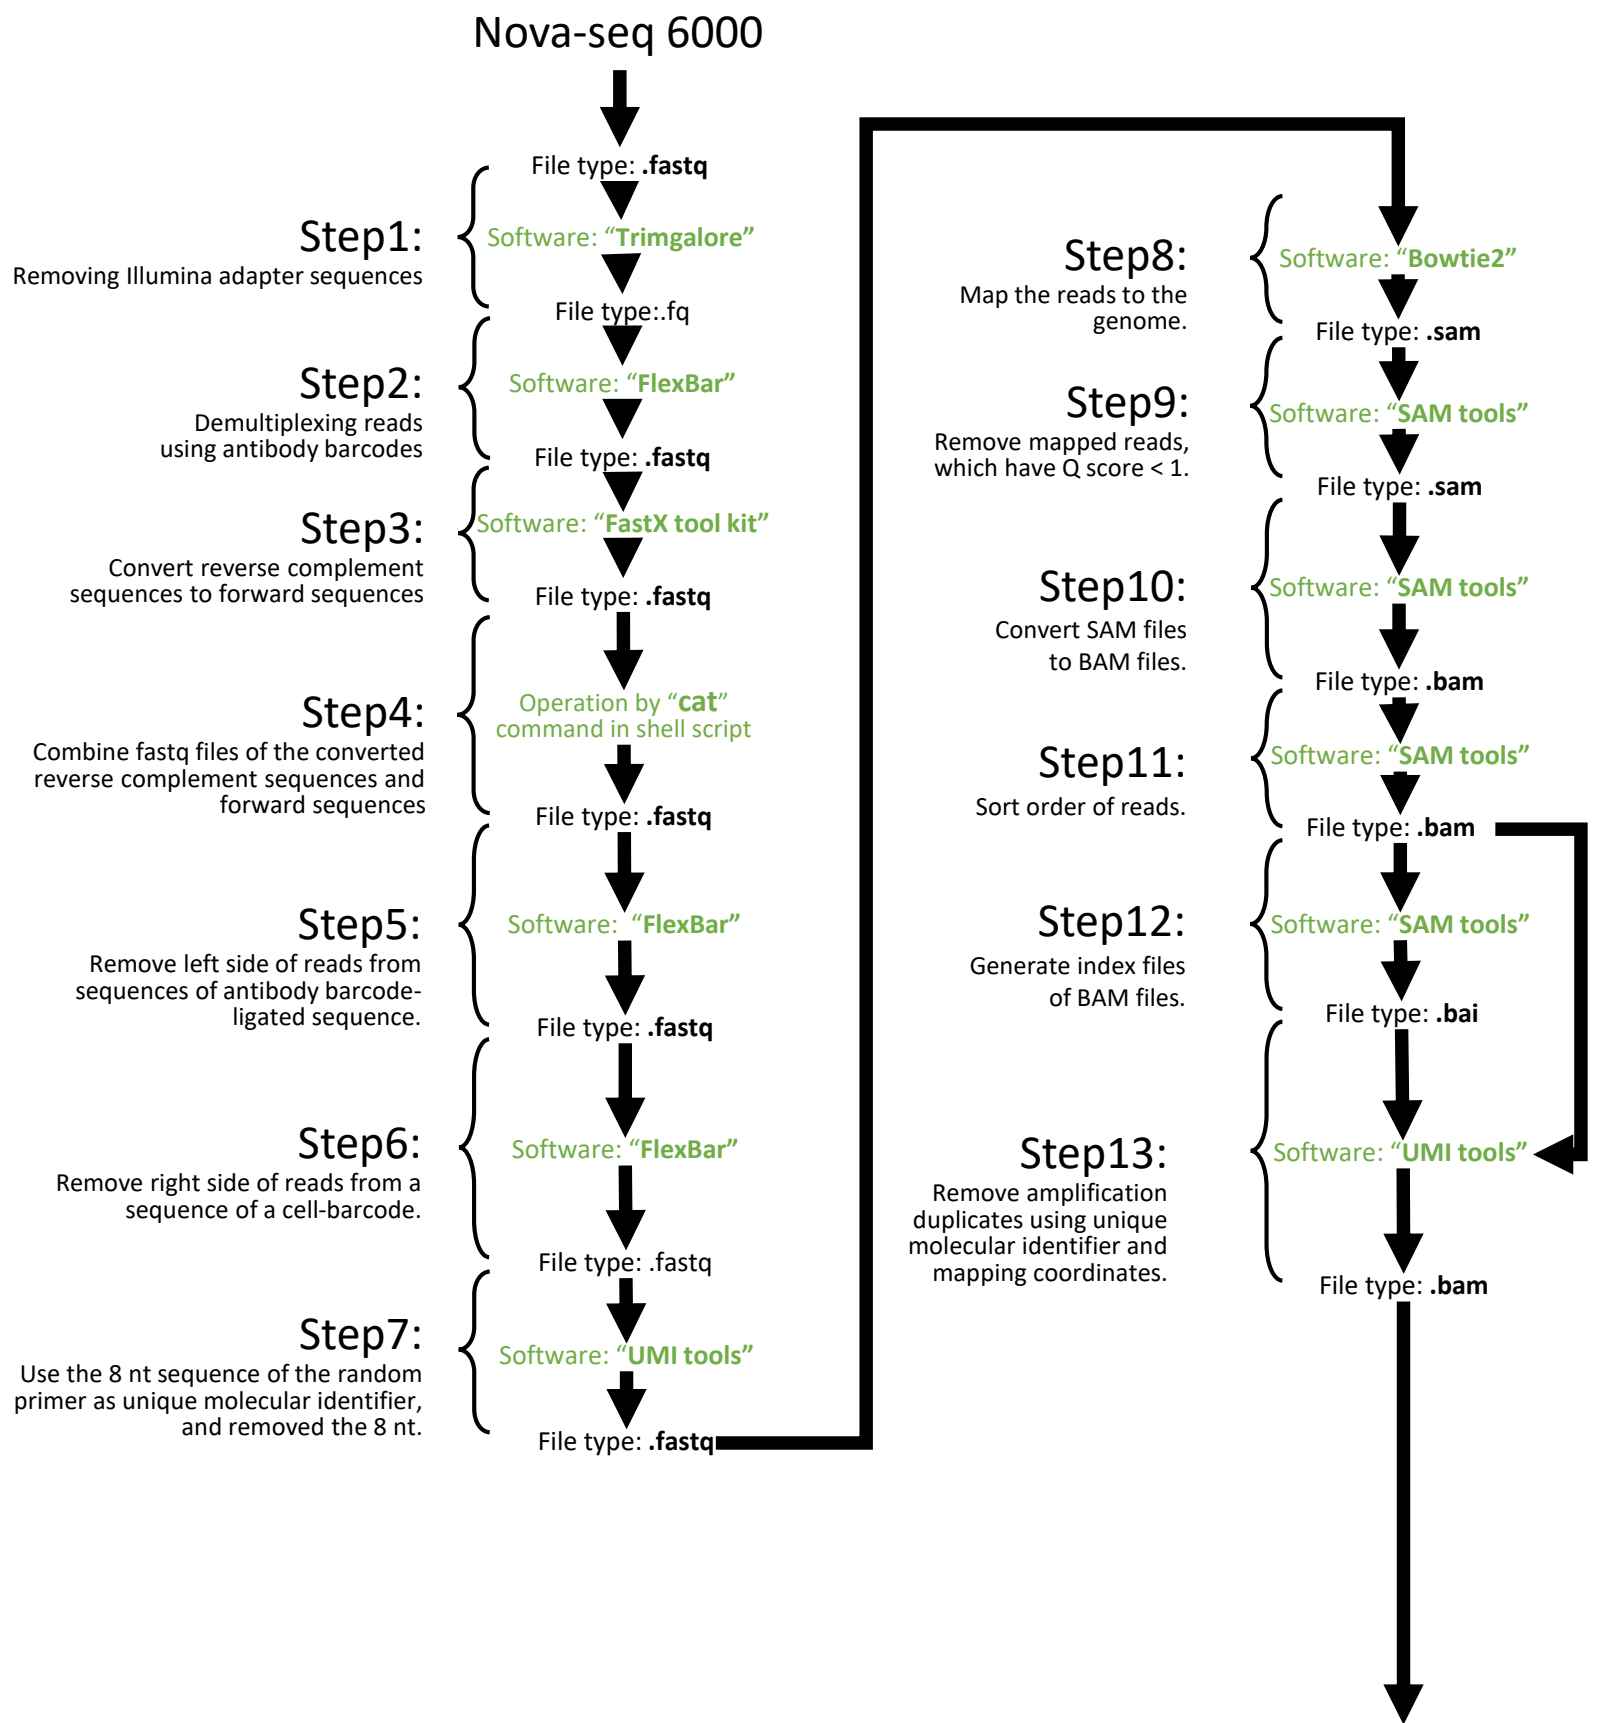 Nova-seq 6000
File type: .fastq
Step1:
Removing Illumina adapter sequences
Software: “Trimgalore”
File type:.fq
Step2:
Demultiplexing reads
using antibody barcodes
Software: “FlexBar”
File type: .fastq
Step3:
Convert reverse complement
sequences to forward sequences
Software: “FastX tool kit”
File type: .fastq
Step4:
Combine fastq files of the converted
reverse complement sequences and
forward sequences
Operation by “cat”
command in shell script
File type: .fastq
Step5:
Remove left side of reads from
sequences of antibody barcode-
ligated sequence.
Software: “FlexBar”
File type: .fastq
Step6:
Remove right side of reads from a
sequence of a cell-barcode.
Software: “FlexBar”
File type: .fastq
Step7:
Use the 8 nt sequence of the random
primer as unique molecular identifier,
and removed the 8 nt.
Software: “UMI tools”
File type: .fastq
Step8:
Map the reads to the
genome.
Software: “Bowtie2”
File type: .sam
Step9:
Remove mapped reads,
which have Q score < 1.
Software: “SAM tools”
File type: .sam
Step10:
Convert SAM files
to BAM files.
Software: “SAM tools”
File type: .bam
Step11:
Sort order of reads.
Software: “SAM tools”
File type: .bam
Step12:
Generate index files
of BAM files.
Software: “SAM tools”
File type: .bai
Step13:
Remove amplification
duplicates using unique
molecular identifier and
mapping coordinates.
Software: “UMI tools”
File type: .bam